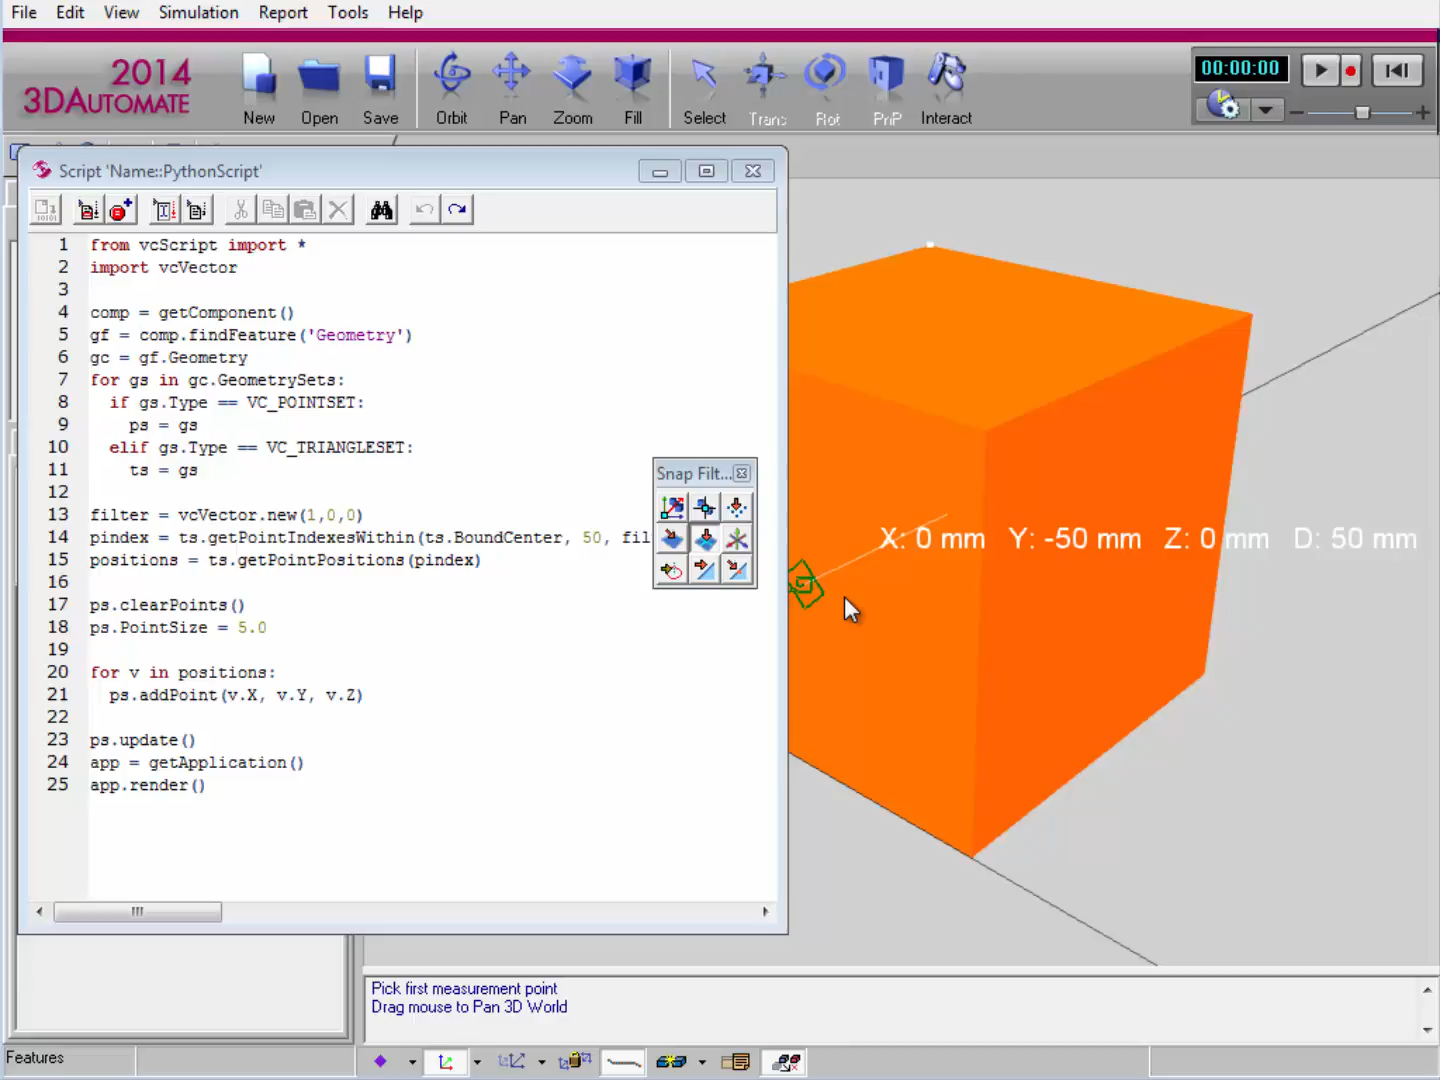 File Edit View Simulation Report Tools Help
2014
3DAUTOMATE
New Open Save Orbit Pan Zoom Fill Select Trans Rot PnP Interact
00:00:00
Script 'Name::PythonScript'
1 from vcScript import *
2 import vcVector
3
4 comp = getComponent()
5 gf = comp.findFeature('Geometry')
6 gc = gf.Geometry
7 for gs in gc.GeometrySets:
8 if gs.Type == VC_POINTSET:
9 ps = gs
10 elif gs.Type == VC_TRIANGLESET:
11 ts = gs
12
13 filter = vcVector.new(1,0,0)
14 pindex = ts.getPointIndexesWithin(ts.BoundCenter, 50, fil
15 positions = ts.getPointPositions(pindex)
16
17 ps.clearPoints()
18 ps.PointSize = 5.0
19
20 for v in positions:
21 ps.addPoint(v.X, v.Y, v.Z)
22
23 ps.update()
24 app = getApplication()
25 app.render()
Snap Filt...
X: 0 mm Y: -50 mm Z: 0 mm D: 50 mm
Pick first measurement point
Drag mouse to Pan 3D World
Features